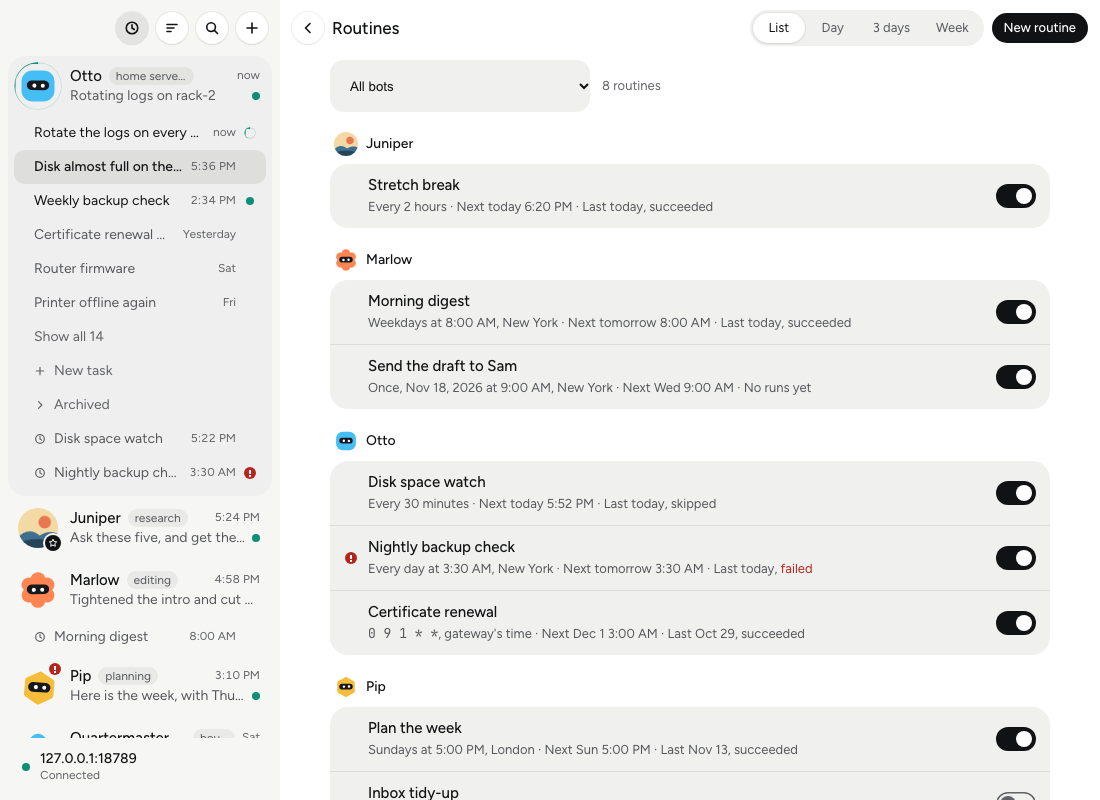 Otto
home serve...
now
Rotating logs on rack-2
Rotate the logs on every ...
now
Disk almost full on the...
5:36 PM
Weekly backup check
2:34 PM
Certificate renewal ...
Yesterday
Router firmware
Sat
Printer offline again
Fri
Show all 14
New task
Archived
Disk space watch
5:22 PM
Nightly backup ch...
3:30 AM
Juniper
research
5:24 PM
Ask these five, and get the...
Marlow
editing
4:58 PM
Tightened the intro and cut ...
Morning digest
8:00 AM
Pip
planning
3:10 PM
Here is the week, with Thu...
Quartermaster
hou...
Sat
127.0.0.1:18789
Connected
Routines
List
Day
3 days
Week
New routine
All bots
8 routines
Juniper
Stretch break
Every 2 hours · Next today 6:20 PM · Last today, succeeded
Marlow
Morning digest
Weekdays at 8:00 AM, New York · Next tomorrow 8:00 AM · Last today, succeeded
Send the draft to Sam
Once, Nov 18, 2026 at 9:00 AM, New York · Next Wed 9:00 AM · No runs yet
Otto
Disk space watch
Every 30 minutes · Next today 5:52 PM · Last today, skipped
Nightly backup check
Every day at 3:30 AM, New York · Next tomorrow 3:30 AM · Last today, failed
Certificate renewal
0 9 1 * *, gateway's time · Next Dec 1 3:00 AM · Last Oct 29, succeeded
Pip
Plan the week
Sundays at 5:00 PM, London · Next Sun 5:00 PM · Last Nov 13, succeeded
Inbox tidy-up